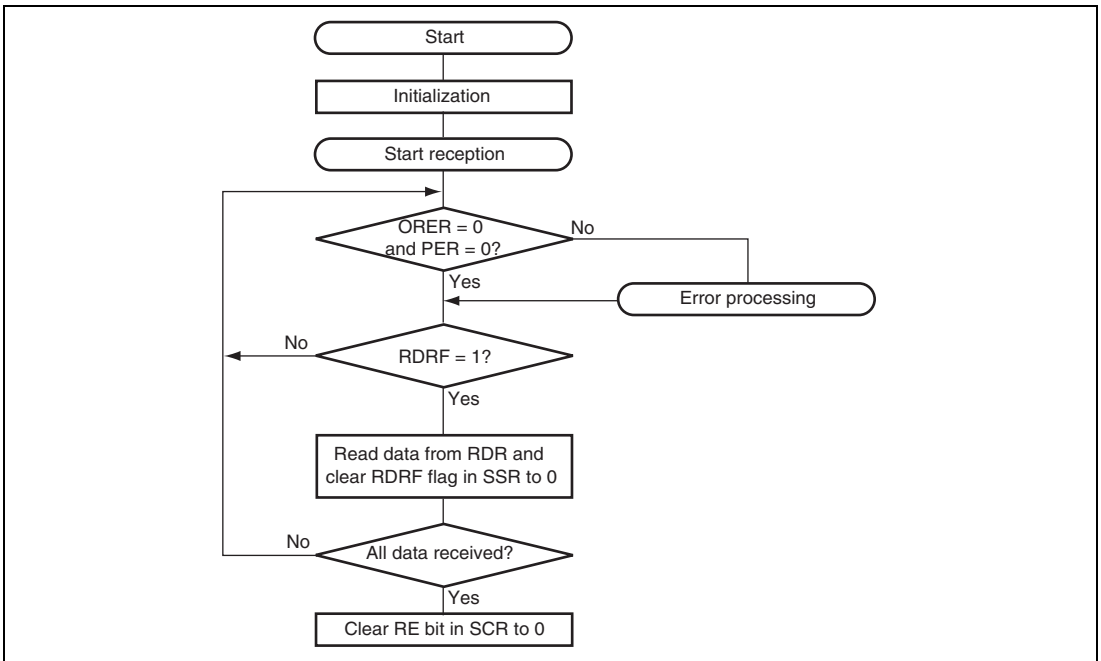 Start
Initialization
Start reception
ORER = 0
and PER = 0?
No
Yes
Error processing
No
RDRF = 1?
Yes
Read data from RDR and
clear RDRF flag in SSR to 0
No
All data received?
Yes
Clear RE bit in SCR to 0